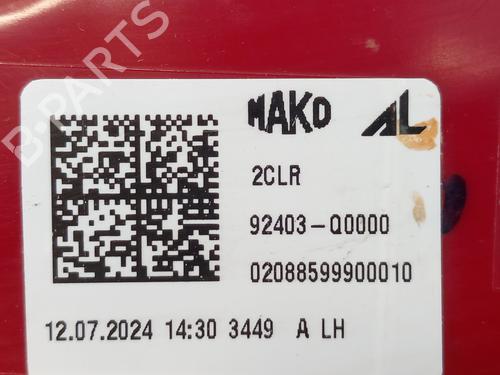 MAKO AL
2CLR
92403-Q0000
02088599900010
12.07.2024 14:30 3449 A LH
B-PARTS